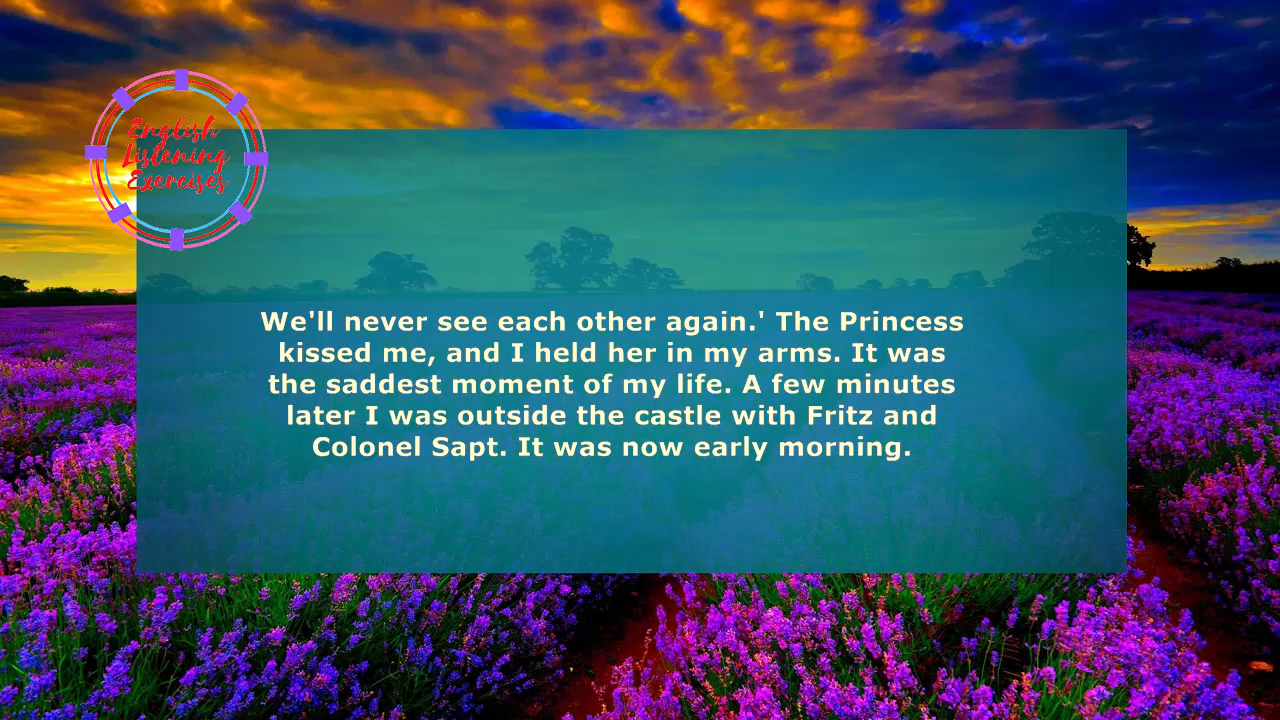 English
Listening
Exercises
We'll never see each other again.' The Princess
kissed me, and I held her in my arms. It was
the saddest moment of my life. A few minutes
later I was outside the castle with Fritz and
Colonel Sapt. It was now early morning.